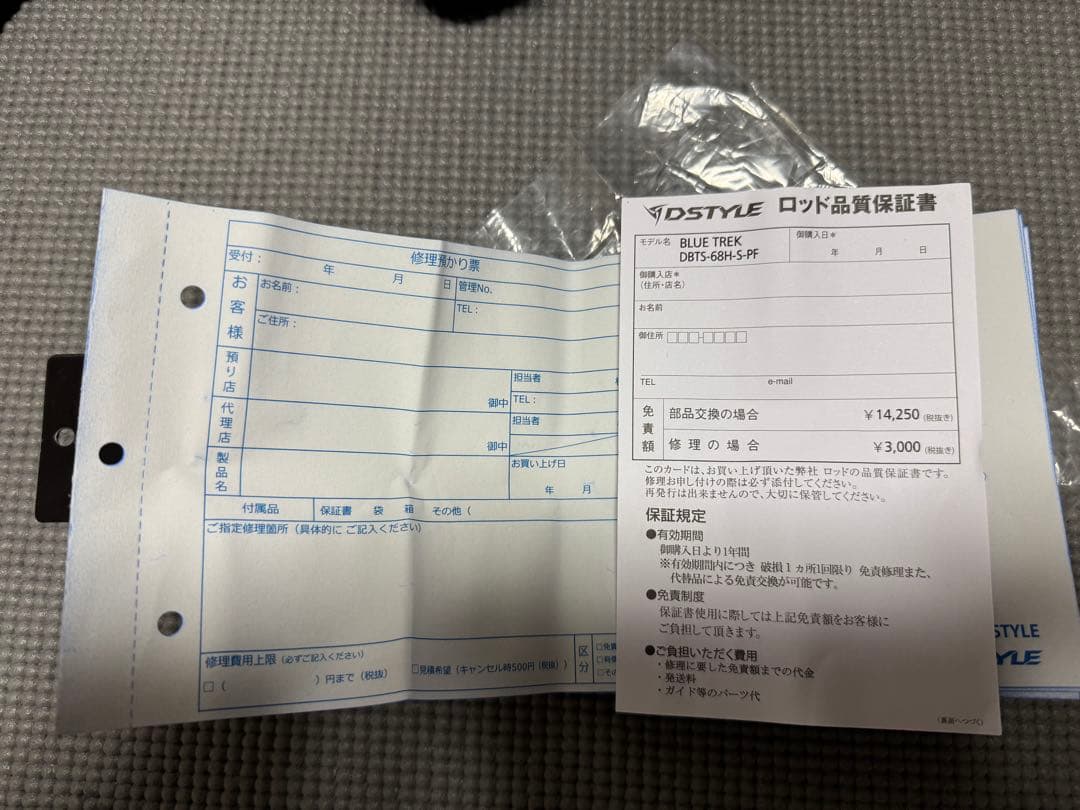 修理預かり票
受付： 年 月 日 管理No.
お客様
お名前：
TEL：
ご住所：
預り店
御中
担当者
TEL：
代理店
御中
担当者
製品名
お買い上げ日
年 月
付属品 保証書 袋 箱 その他（
ご指定修理箇所（具体的に ご記入ください）
修理費用上限（必ずご記入ください）
□（ ）円まで（税抜）
□見積希望（キャンセル時500円（税抜））
区分
□免責
□その
DSTYLE ロッド品質保証書
モデル名 BLUE TREK
DBTS-68H-S-PF
御購入日＊
年 月 日
御購入店＊
（住所・店名）
お名前
御住所 □□□-□□□□
TEL e-mail
免責額
部品交換の場合 ￥14,250（税抜き）
修理の場合 ￥3,000（税抜き）
このカードは、お買い上げ頂いた弊社 ロッドの品質保証書です。
修理お申し付けの際は必ず添付してください。
再発行は出来ませんので、大切に保管してください。
保証規定
●有効期間
御購入日より1年間
※有効期間内につき 破損１ヵ所1回限り 免責修理また、
代替品による免責交換が可能です。
●免責制度
保証書使用に際しては上記免責額をお客様に
ご負担して頂きます。
●ご負担いただく費用
・修理に要した免責額までの代金
・発送料
・ガイド等のパーツ代
（裏面へつづく）
STYLE
YLE